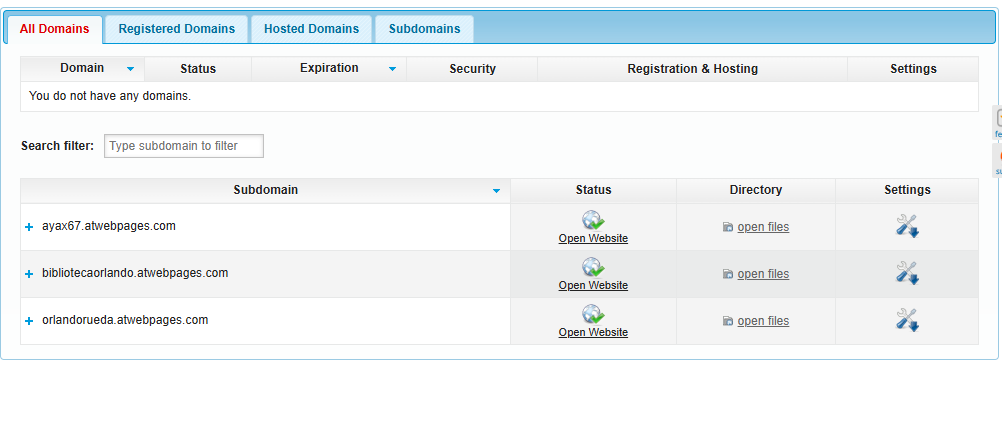 All Domains Registered Domains Hosted Domains Subdomains
Domain Status Expiration Security Registration & Hosting Settings
You do not have any domains.
Search filter: Type subdomain to filter
Subdomain Status Directory Settings
ayax67.atwebpages.com Open Website open files
bibliotecaorlando.atwebpages.com Open Website open files
orlandorueda.atwebpages.com Open Website open files